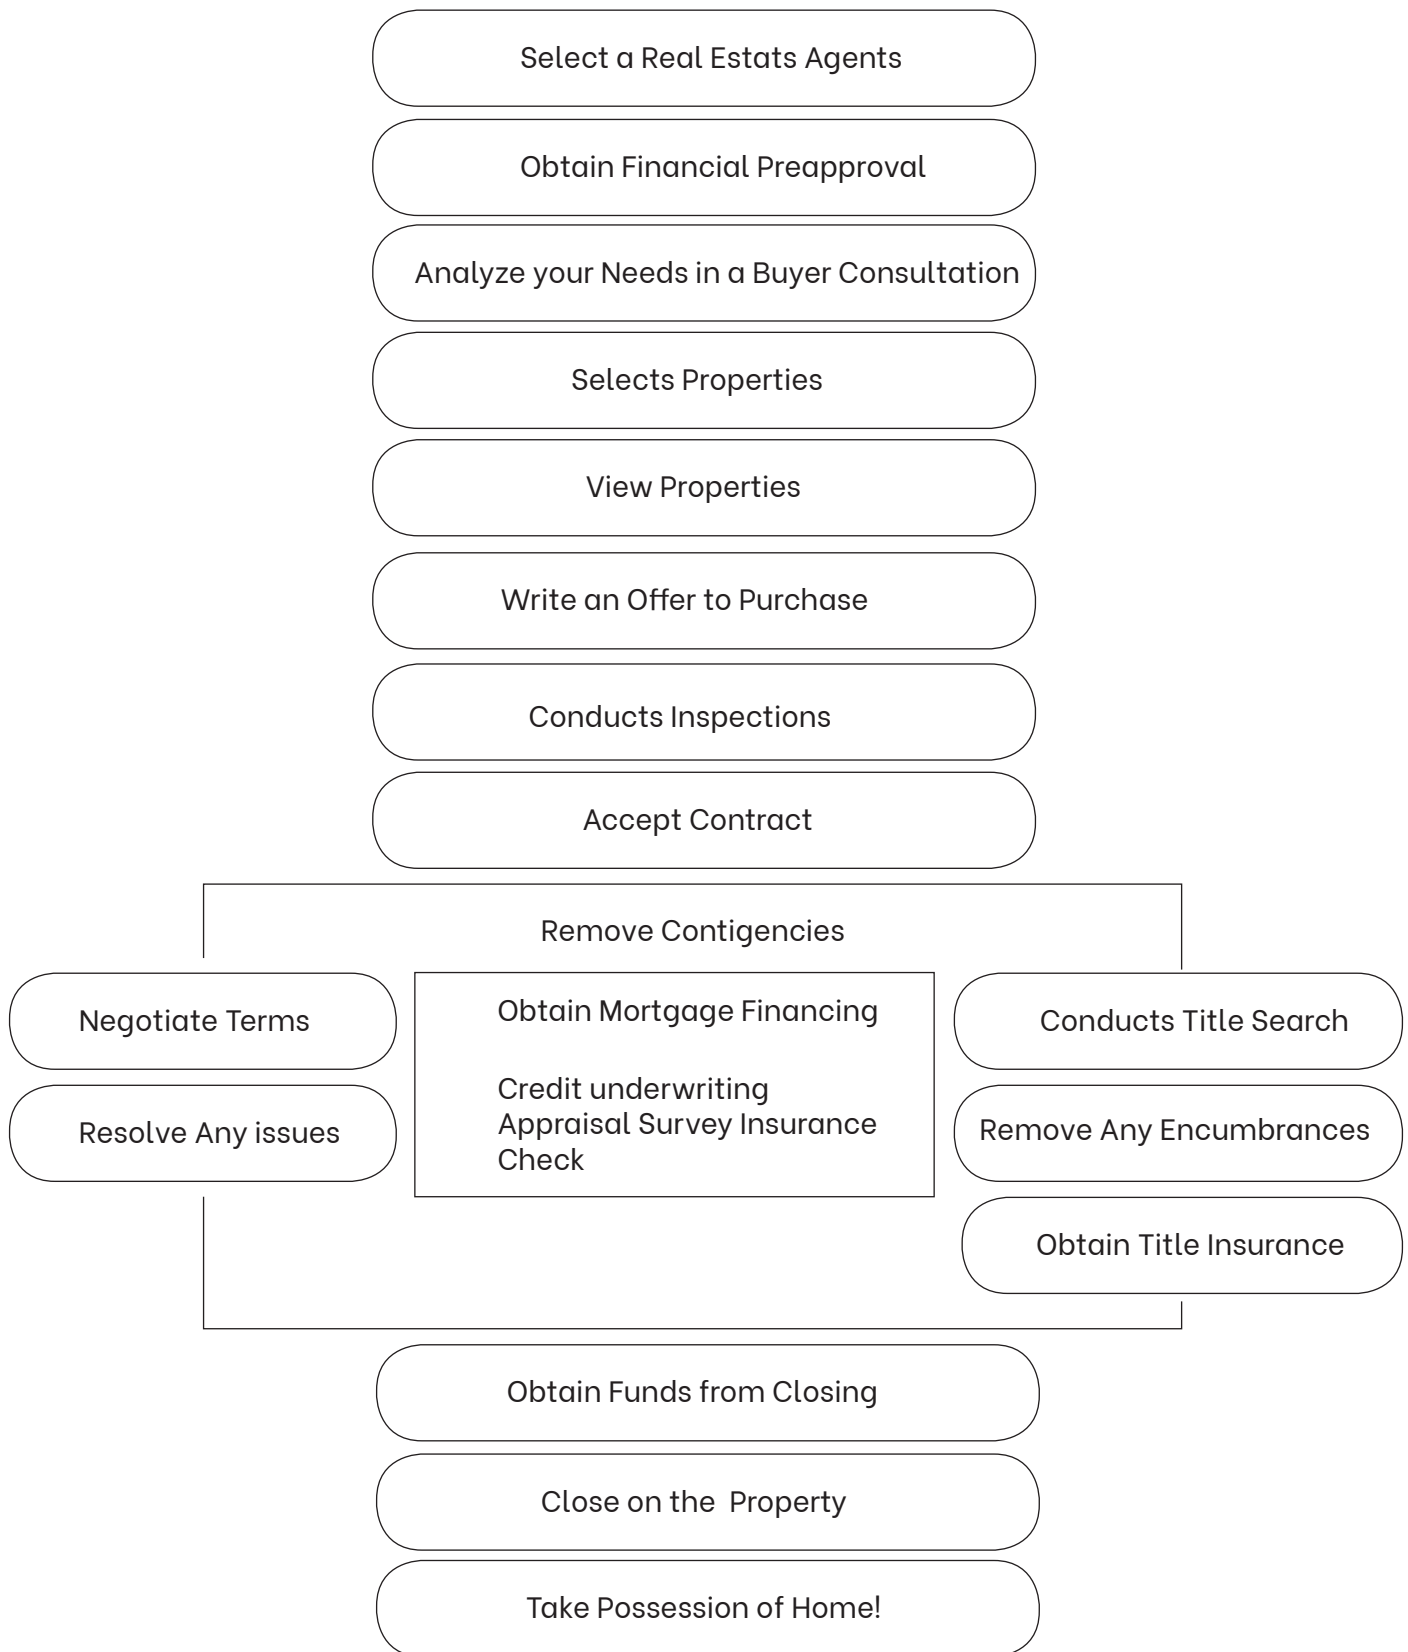 Select a Real Estats Agents
Obtain Financial Preapproval
Analyze your Needs in a Buyer Consultation
Selects Properties
View Properties
Write an Offer to Purchase
Conducts Inspections
Accept Contract
Remove Contigencies
Negotiate Terms
Resolve Any issues
Obtain Mortgage Financing
Credit underwriting
Appraisal Survey Insurance
Check
Conducts Title Search
Remove Any Encumbrances
Obtain Title Insurance
Obtain Funds from Closing
Close on the  Property
Take Possession of Home!